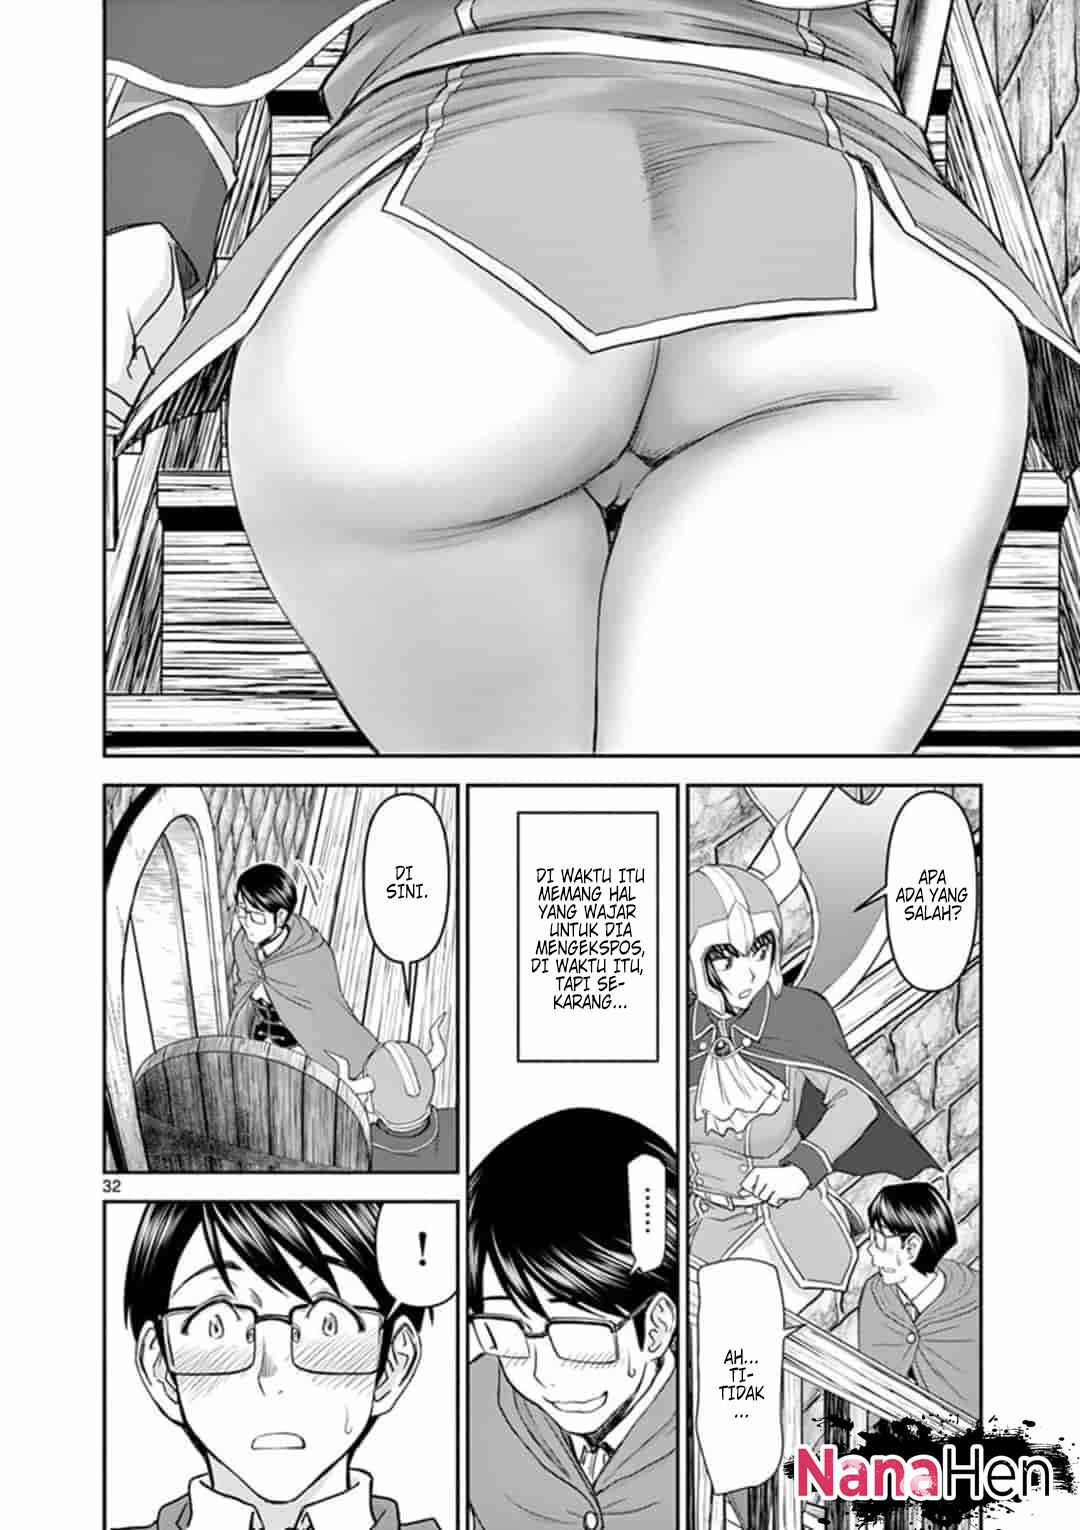 APA
ADA YANG
SALAH?
AH...
TI-
TIDAK
...
DI WAKTU ITU
MEMANG HAL
YANG WAJAR
UNTUK DIA
MENGEKSPOS,
DI WAKTU ITU,
TAPI SE-
KARANG...
......
DI
SINI.
!
32
NanaHen